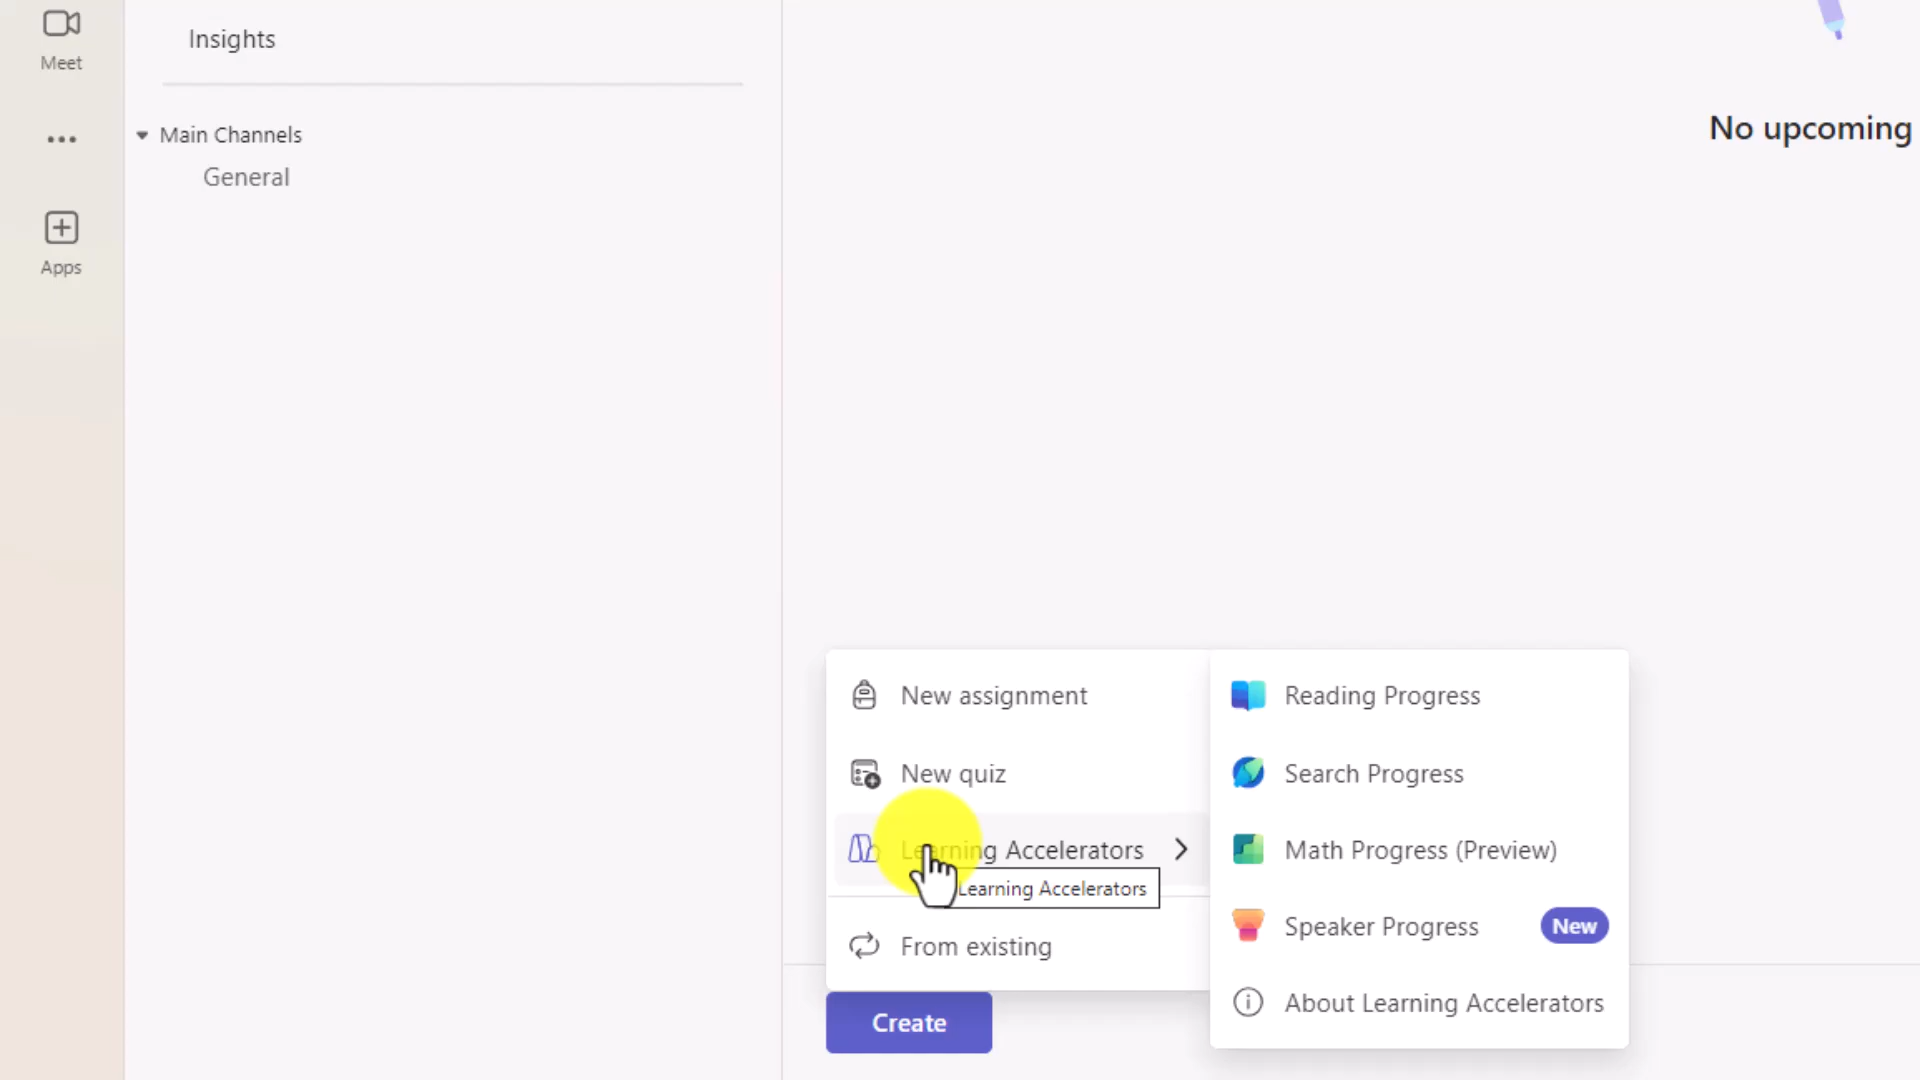 Meet
Insights
Main Channels
General
Apps
No upcoming
New assignment
New quiz
Learning Accelerators
Learning Accelerators
From existing
Create
Reading Progress
Search Progress
Math Progress (Preview)
Speaker Progress New
About Learning Accelerators